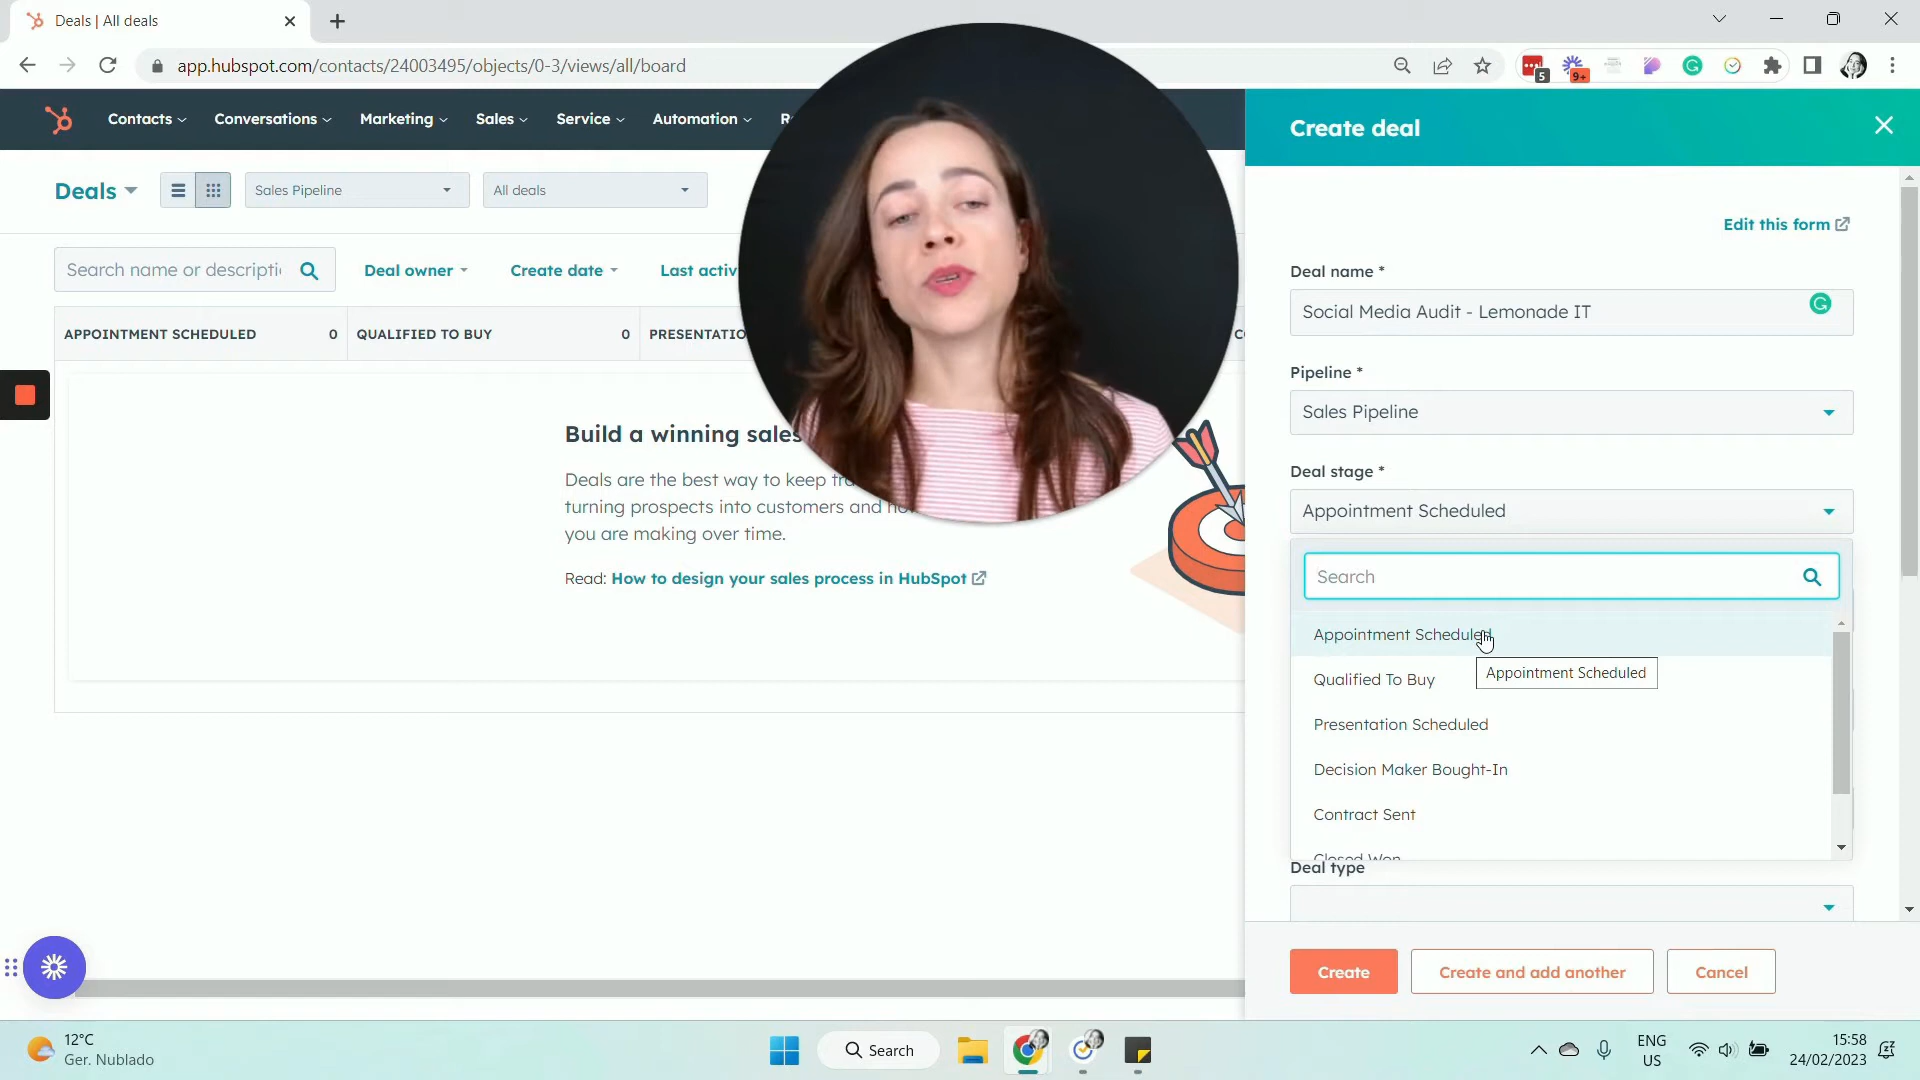 Deals | All deals
app.hubspot.com/contacts/24003495/objects/0-3/views/all/board
5
9+
Contacts
Conversations
Marketing
Sales
Service
Automation
Create deal
Deals
Sales Pipeline
All deals
Edit this form
Search name or descripti
Deal owner
Create date
Last activ
Deal name *
Social Media Audit - Lemonade IT
APPOINTMENT SCHEDULED 0
QUALIFIED TO BUY 0
PRESENTATIO
Pipeline *
Sales Pipeline
Build a winning sales
Deals are the best way to keep tra
turning prospects into customers and
you are making over time.
Read: How to design your sales process in HubSpot
Deal stage *
Appointment Scheduled
Search
Appointment Scheduled
Appointment Scheduled
Qualified To Buy
Presentation Scheduled
Decision Maker Bought-In
Contract Sent
Closed Won
Deal type
Create
Create and add another
Cancel
12°C
Ger. Nublado
Search
ENG
US
15:58
24/02/2023